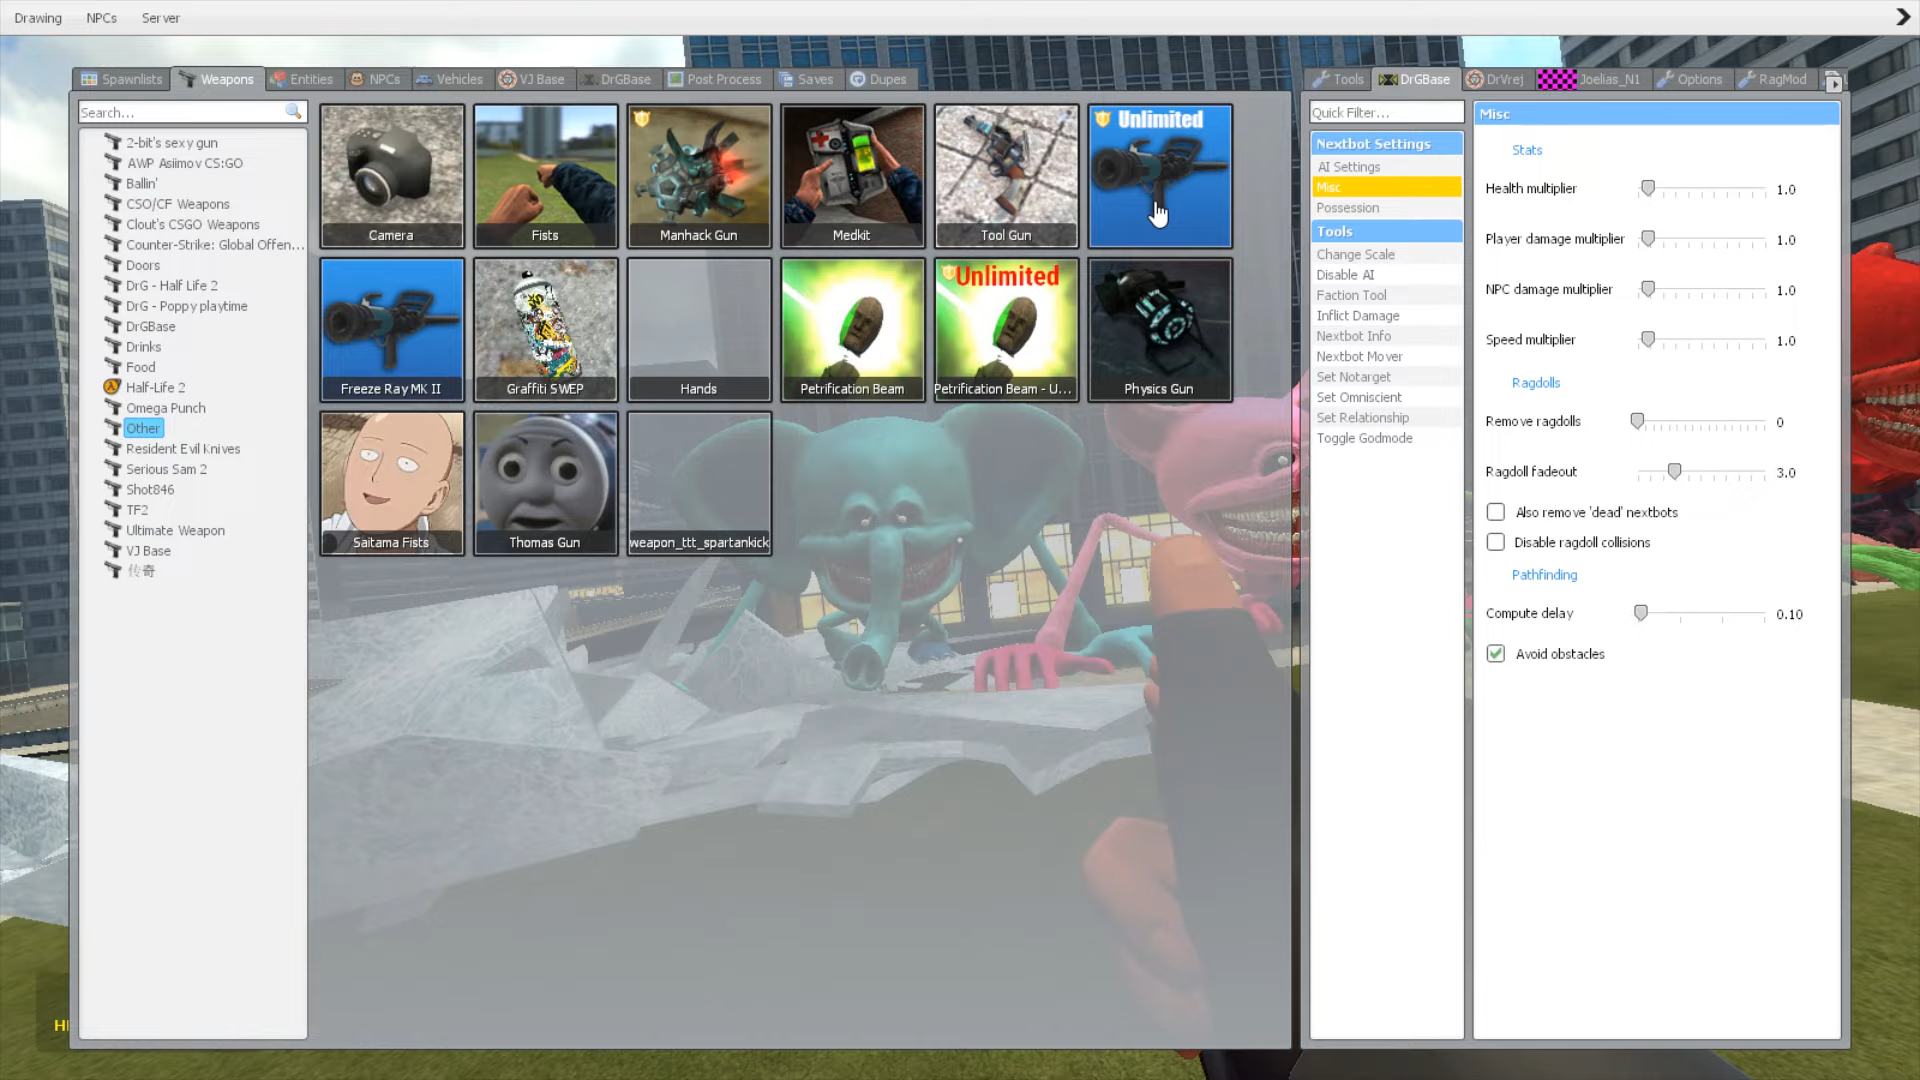 Drawing NPCs Server
Spawnlists Weapons Entities NPCs Vehicles VJ Base DrGBase Post Process Saves Dupes
Search...
2-bit's sexy gun
AWP Asiimov CS:GO
Ballin'
CSO/CF Weapons
Clout's CSGO Weapons
Counter-Strike: Global Offen...
Doors
DrG - Half Life 2
DrG - Poppy playtime
DrGBase
Drinks
Food
Half-Life 2
Omega Punch
Other
Resident Evil Knives
Serious Sam 2
Shot846
TF2
Ultimate Weapon
VJ Base
传奇
Unlimited
Camera Fists Manhack Gun Medkit Tool Gun
Unlimited
Freeze Ray MK II Graffiti SWEP Hands Petrification Beam Petrification Beam - U... Physics Gun
Saitama Fists Thomas Gun weapon_ttt_spartankick
Tools DrGBase DrVrej Joelias_N1 Options RagMod
Quick Filter...
Nextbot Settings
AI Settings
Misc
Possession
Tools
Change Scale
Disable AI
Faction Tool
Inflict Damage
Nextbot Info
Nextbot Mover
Set Notarget
Set Omniscient
Set Relationship
Toggle Godmode
Misc
Stats
Health multiplier 1.0
Player damage multiplier 1.0
NPC damage multiplier 1.0
Speed multiplier 1.0
Ragdolls
Remove ragdolls 0
Ragdoll fadeout 3.0
Also remove 'dead' nextbots
Disable ragdoll collisions
Pathfinding
Compute delay 0.10
Avoid obstacles